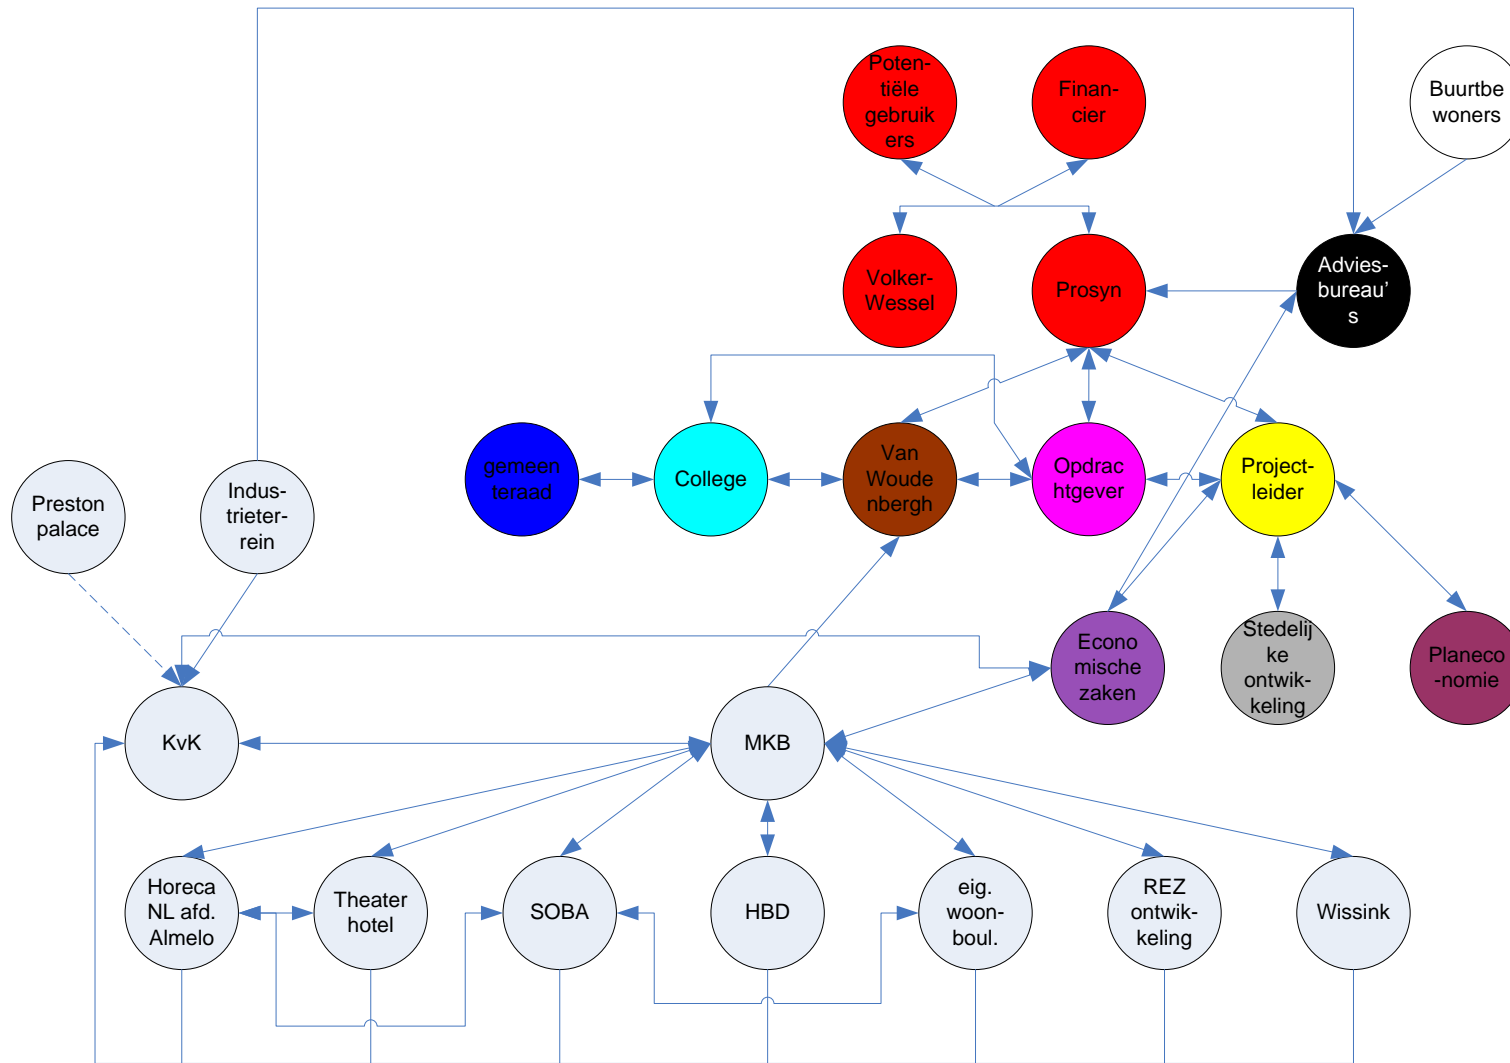 Poten-
tiële
gebruik
ers
Finan-
cier
Buurtbe
woners
Volker-
Wessel
Prosyn
Advies-
bureau’
s
gemeen
teraad
College
Van
Woude
nbergh
Opdrac
htgever
Project-
leider
Preston
palace
Indus-
trieter-
rein
Econo
mische
zaken
Stedelij
ke
ontwik-
keling
Planeco
-nomie
KvK
MKB
Horeca
NL afd.
Almelo
Theater
hotel
SOBA
HBD
eig.
woon-
boul.
REZ
ontwik-
keling
Wissink